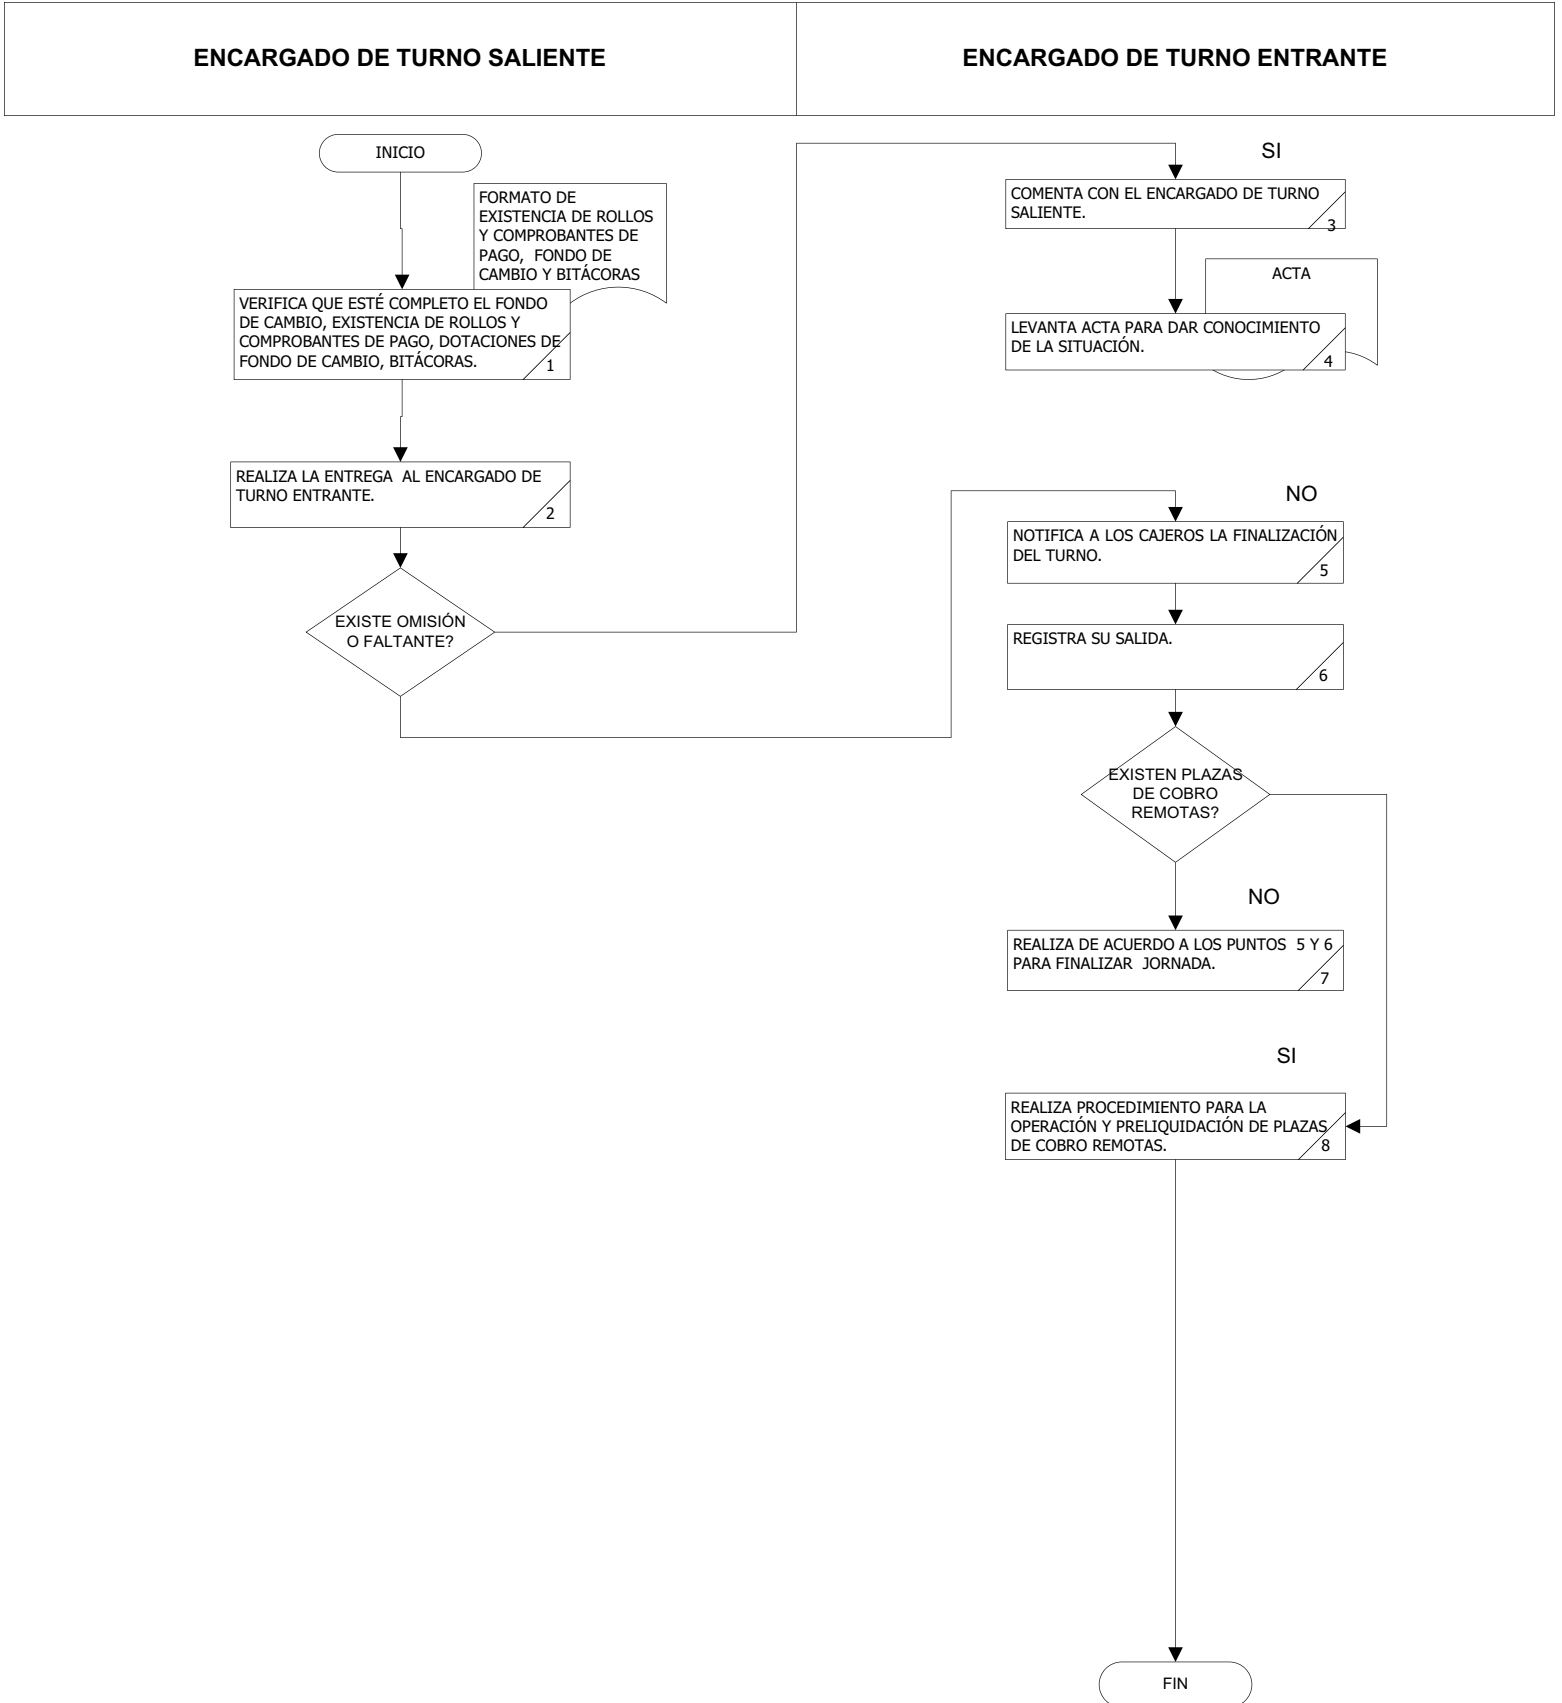 ENCARGADO DE TURNO SALIENTE
ENCARGADO DE TURNO ENTRANTE
INICIO
FORMATO DE
EXISTENCIA DE ROLLOS
Y COMPROBANTES DE
PAGO, FONDO DE
CAMBIO Y BITÁCORAS
VERIFICA QUE ESTÉ COMPLETO EL FONDO
DE CAMBIO, EXISTENCIA DE ROLLOS Y
COMPROBANTES DE PAGO, DOTACIONES DE
FONDO DE CAMBIO, BITÁCORAS.
1
REALIZA LA ENTREGA AL ENCARGADO DE
TURNO ENTRANTE.
2
EXISTE OMISIÓN
O FALTANTE?
SI
COMENTA CON EL ENCARGADO DE TURNO
SALIENTE.
3
ACTA
LEVANTA ACTA PARA DAR CONOCIMIENTO
DE LA SITUACIÓN.
4
NO
NOTIFICA A LOS CAJEROS LA FINALIZACIÓN
DEL TURNO.
5
REGISTRA SU SALIDA.
6
EXISTEN PLAZAS
DE COBRO
REMOTAS?
NO
REALIZA DE ACUERDO A LOS PUNTOS 5 Y 6
PARA FINALIZAR JORNADA.
7
SI
REALIZA PROCEDIMIENTO PARA LA
OPERACIÓN Y PRELIQUIDACIÓN DE PLAZAS
DE COBRO REMOTAS.
8
FIN